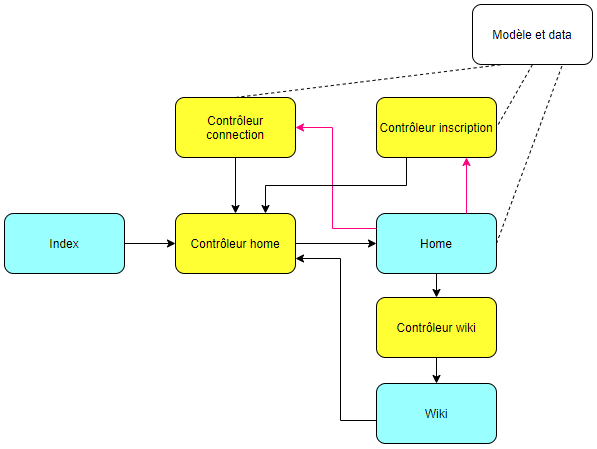 Modèle et data
Contrôleur
connection
Contrôleur inscription
Index
Contrôleur home
Home
Contrôleur wiki
Wiki